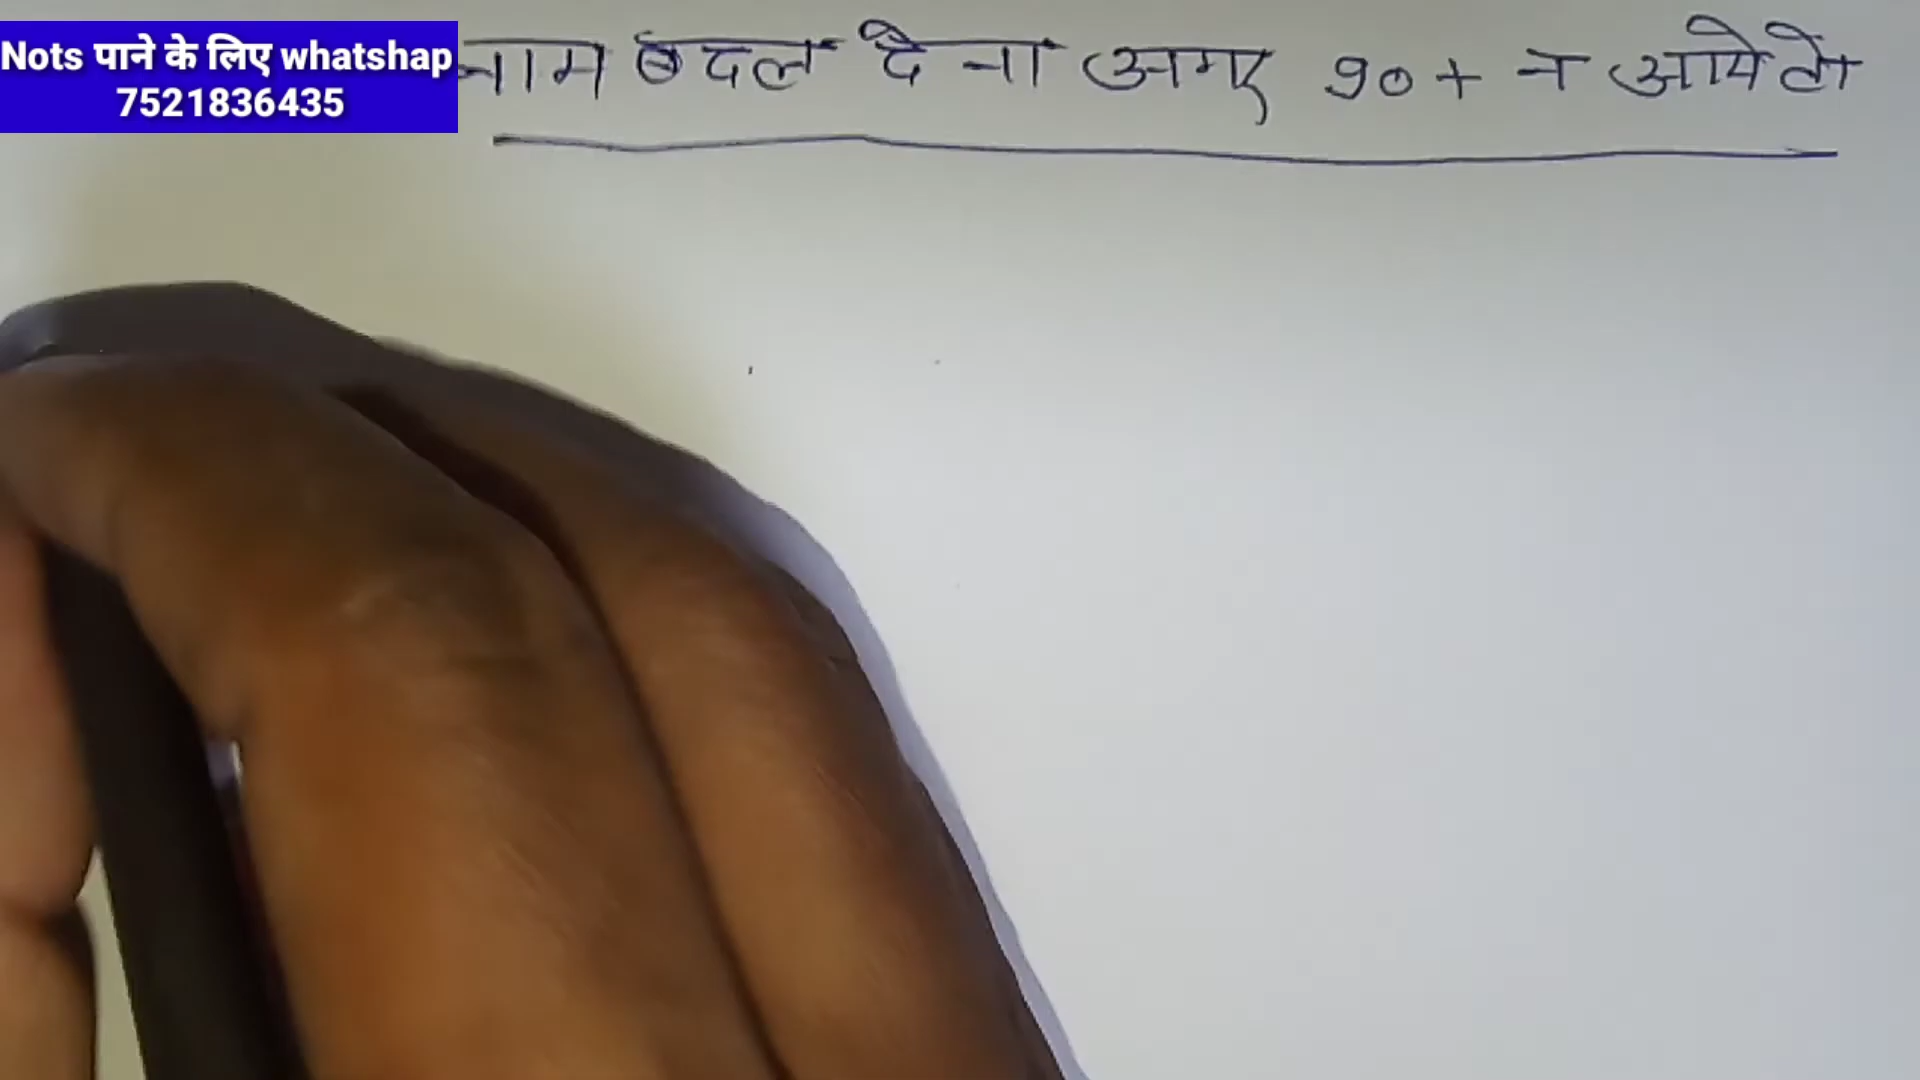 Nots पाने के लिए whatshap
7521836435
नाम बदल देना अगर 90+ न आये तो